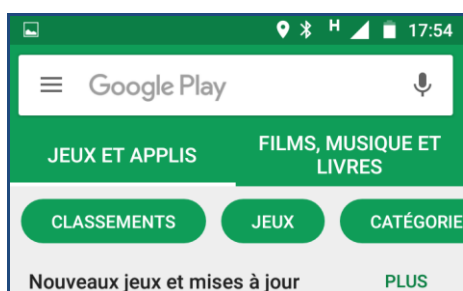 H 17:54
Google Play
JEUX ET APPLIS
FILMS, MUSIQUE ET
LIVRES
CLASSEMENTS JEUX CATÉGORIE
Nouveaux jeux et mises à jour PLUS